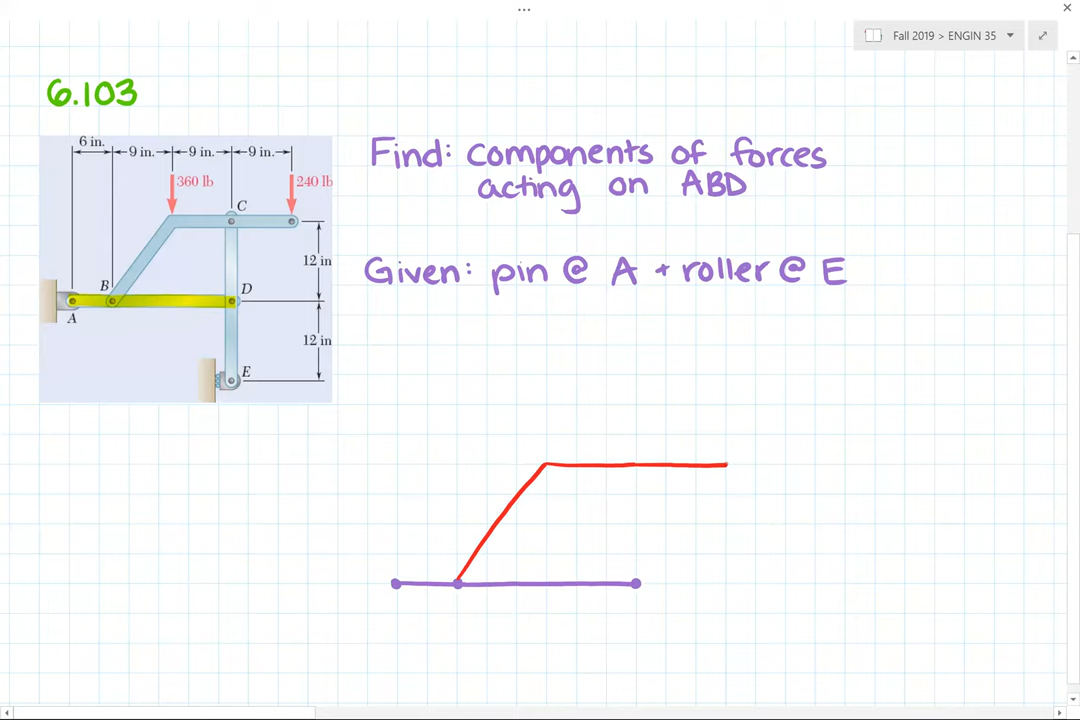 ...
Fall 2019 > ENGIN 35
6.103
6 in.
9 in. 9 in. 9 in.
360 lb
240 lb
C
12 in
B
D
A
12 in
E
Find: components of forces
acting on ABD
Given: pin @ A + roller @ E